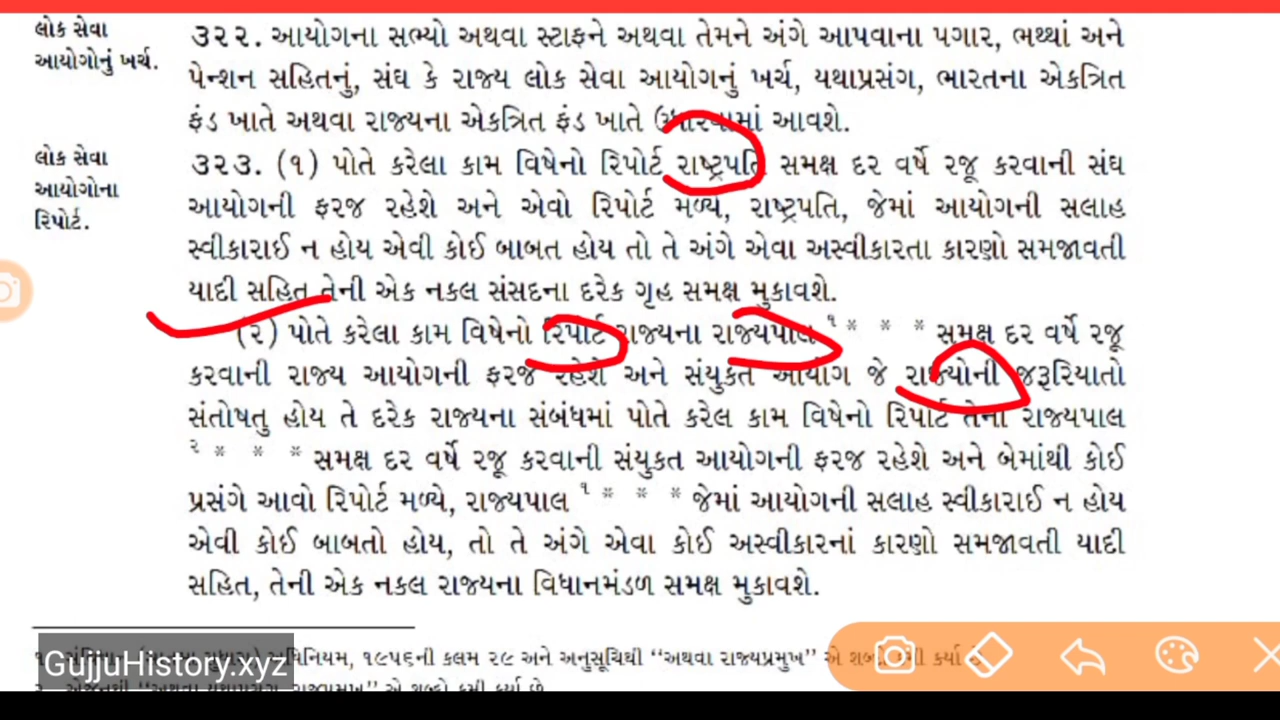 લોક સેવા
આયોગોનું ખર્ચ.
૩૨૨. આયોગના સભ્યો અથવા સ્ટાફને અથવા તેમને અંગે આપવાના પગાર, ભથ્થાં અને
પેન્શન સહિતનું, સંઘ કે રાજ્ય લોક સેવા આયોગનું ખર્ચ, યથાપ્રસંગ, ભારતના એકત્રિત
ફંડ ખાતે અથવા રાજ્યના એકત્રિત ફંડ ખાતે ઉધારવામાં આવશે.
લોક સેવા
આયોગોના
રિપોર્ટ.
૩૨૩. (૧) પોતે કરેલા કામ વિષેનો રિપોર્ટ રાષ્ટ્રપતિ સમક્ષ દર વર્ષે રજૂ કરવાની સંઘ
આયોગની ફરજ રહેશે અને એવો રિપોર્ટ મળ્યે, રાષ્ટ્રપતિ, જેમાં આયોગની સલાહ
સ્વીકારાઈ ન હોય એવી કોઈ બાબત હોય તો તે અંગે એવા અસ્વીકારતા કારણો સમજાવતી
યાદી સહિત તેની એક નકલ સંસદના દરેક ગૃહ સમક્ષ મુકાવશે.
(૨) પોતે કરેલા કામ વિષેનો રિપોર્ટ રાજ્યના રાજ્યપાલ ૧* * * સમક્ષ દર વર્ષે રજૂ
કરવાની રાજ્ય આયોગની ફરજ રહેશે અને સંયુકત આયોગ જે રાજ્યોની જરૂરિયાતો
સંતોષતુ હોય તે દરેક રાજ્યના સંબંધમાં પોતે કરેલ કામ વિષેનો રિપોર્ટ તેના રાજ્યપાલ
૨* * * સમક્ષ દર વર્ષે રજૂ કરવાની સંયુકત આયોગની ફરજ રહેશે અને બેમાંથી કોઈ
પ્રસંગે આવો રિપોર્ટ મળ્યે, રાજ્યપાલ ૧* * * જેમાં આયોગની સલાહ સ્વીકારાઈ ન હોય
એવી કોઈ બાબતો હોય, તો તે અંગે એવા કોઈ અસ્વીકારનાં કારણો સમજાવતી યાદી
સહિત, તેની એક નકલ રાજ્યના વિધાનમંડળ સમક્ષ મુકાવશે.
GujjuHistory.xyz
૧૯૫૬ની કલમ ૨૯ અને અનુસૂચિથી "અથવા રાજ્યપ્રમુખ" એ શબ્દો કમી કર્યા છે